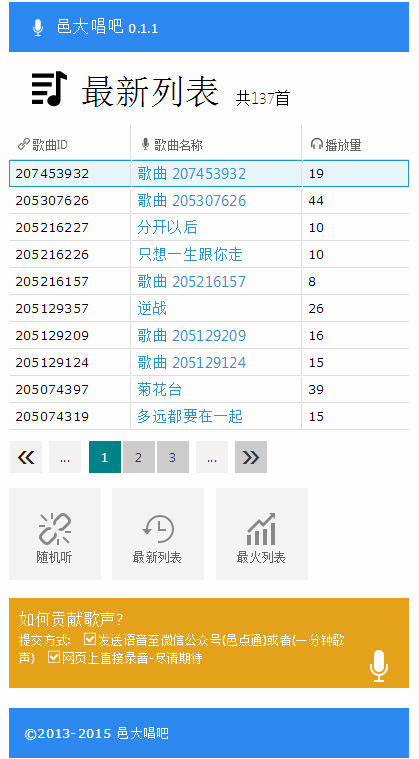 邑大唱吧 0.1.1
最新列表 共137首
歌曲ID 歌曲名称 播放量
207453932 歌曲 207453932 19
205307626 歌曲 205307626 44
205216227 分开以后 10
205216226 只想一生跟你走 10
205216157 歌曲 205216157 8
205129357 逆战 26
205129209 歌曲 205129209 16
205129124 歌曲 205129124 15
205074397 菊花台 39
205074319 多远都要在一起 15
« ... 1 2 3 ... »
随机听 最新列表 最火列表
如何贡献歌声?
提交方式: ☑发送语音至微信公众号(邑点通)或者(一分钟歌
声) ☑网页上直接录音-尽请期待
©2013-2015 邑大唱吧